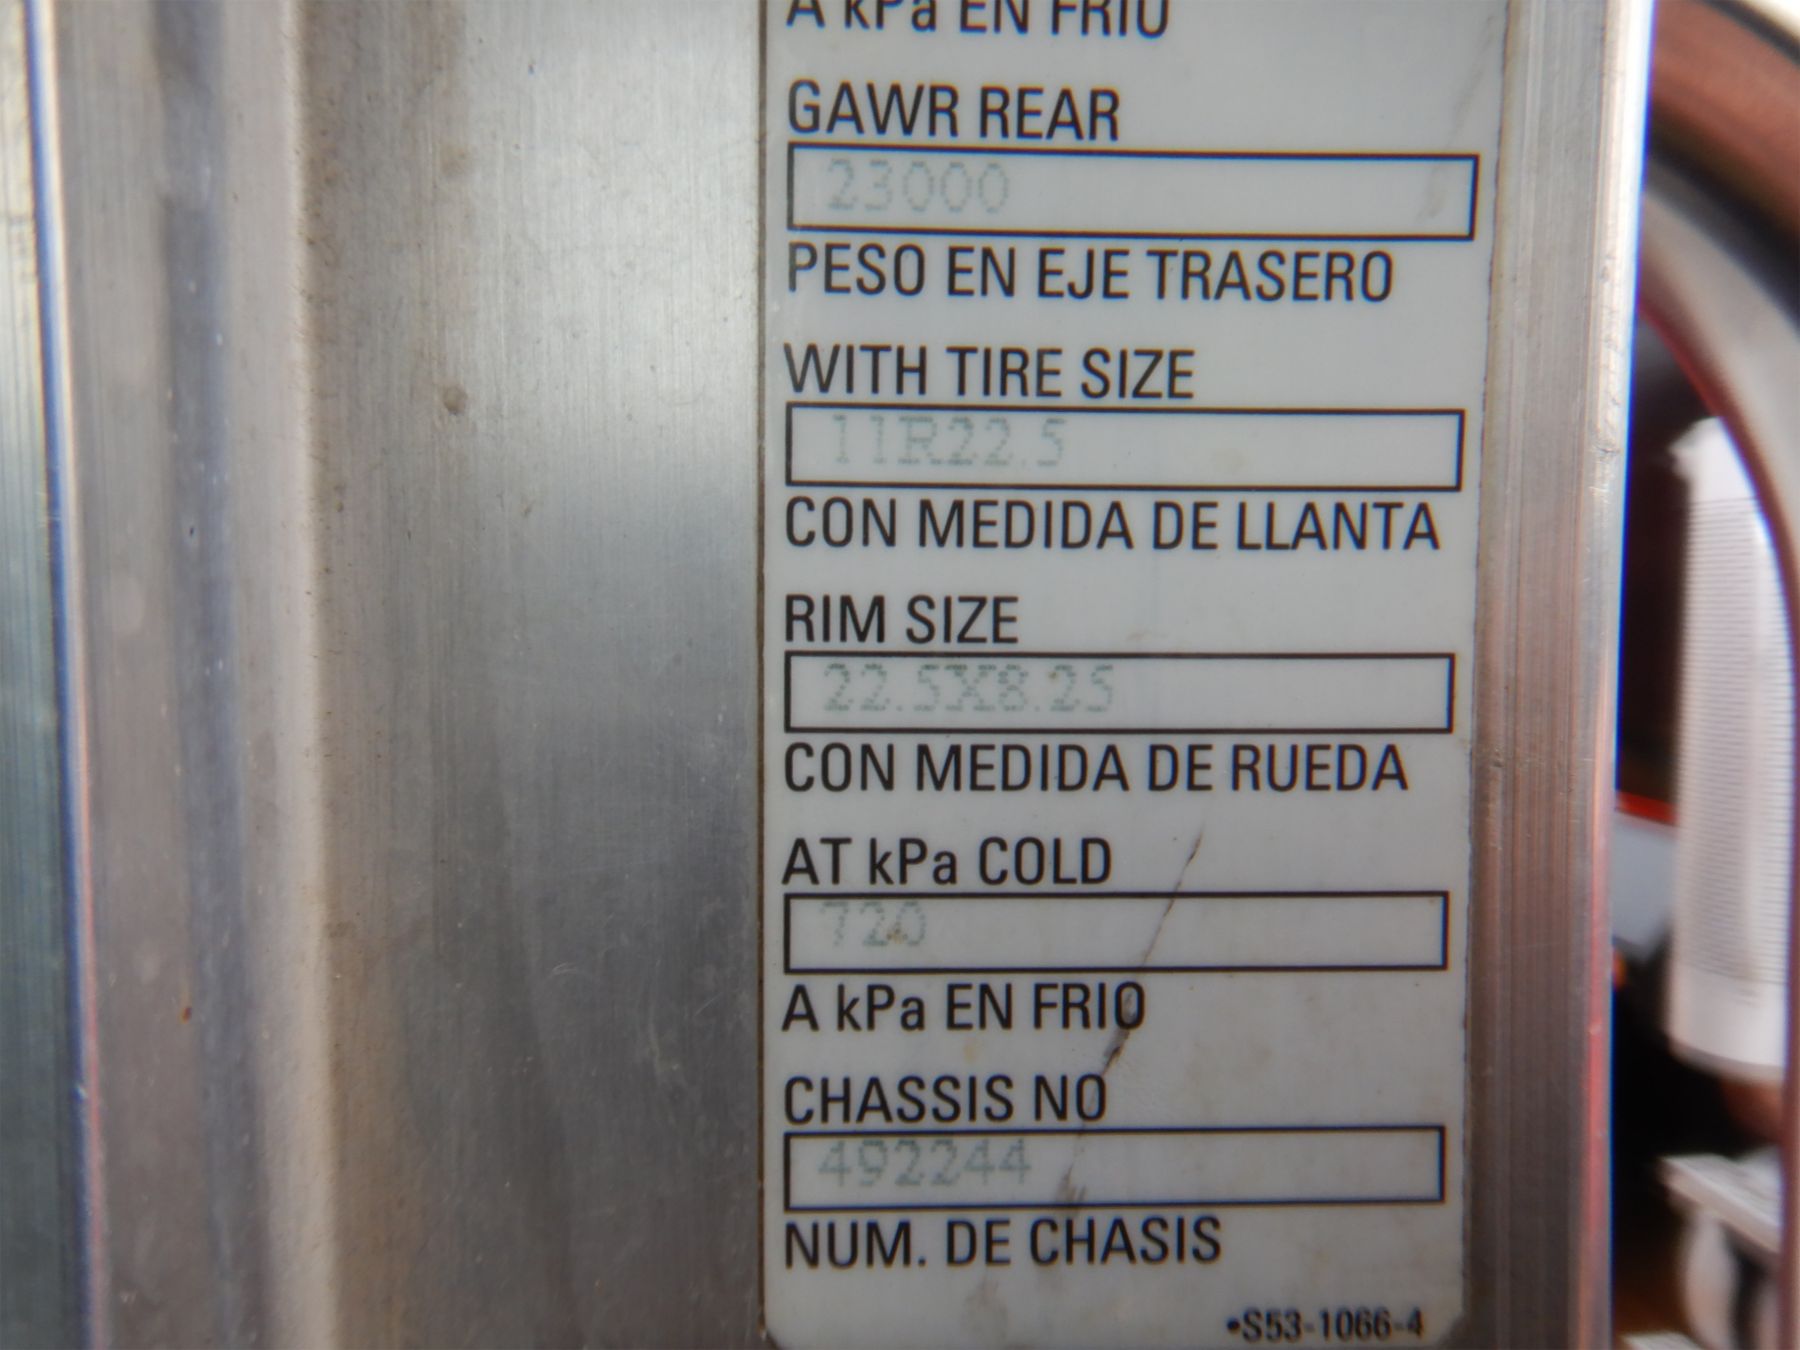 A kPa EN FRIO
GAWR REAR
23000
PESO EN EJE TRASERO
WITH TIRE SIZE
11R22.5
CON MEDIDA DE LLANTA
RIM SIZE
22.5X8.25
CON MEDIDA DE RUEDA
AT kPa COLD
720
A kPa EN FRIO
CHASSIS NO
492244
NUM. DE CHASIS
•S53-1066-4